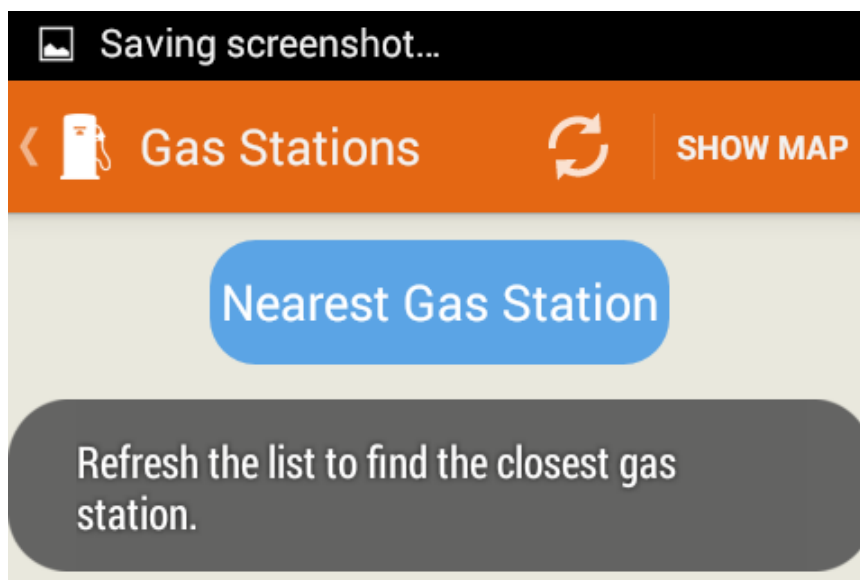 Saving screenshot...
Gas Stations
SHOW MAP
Nearest Gas Station
Refresh the list to find the closest gas
station.